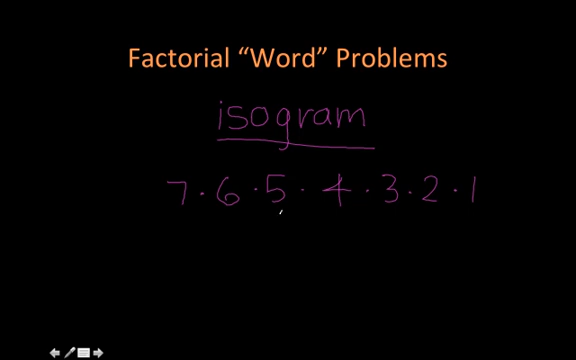 Factorial “Word” Problems
isogram
7 · 6 · 5 · 4 · 3 · 2 · 1